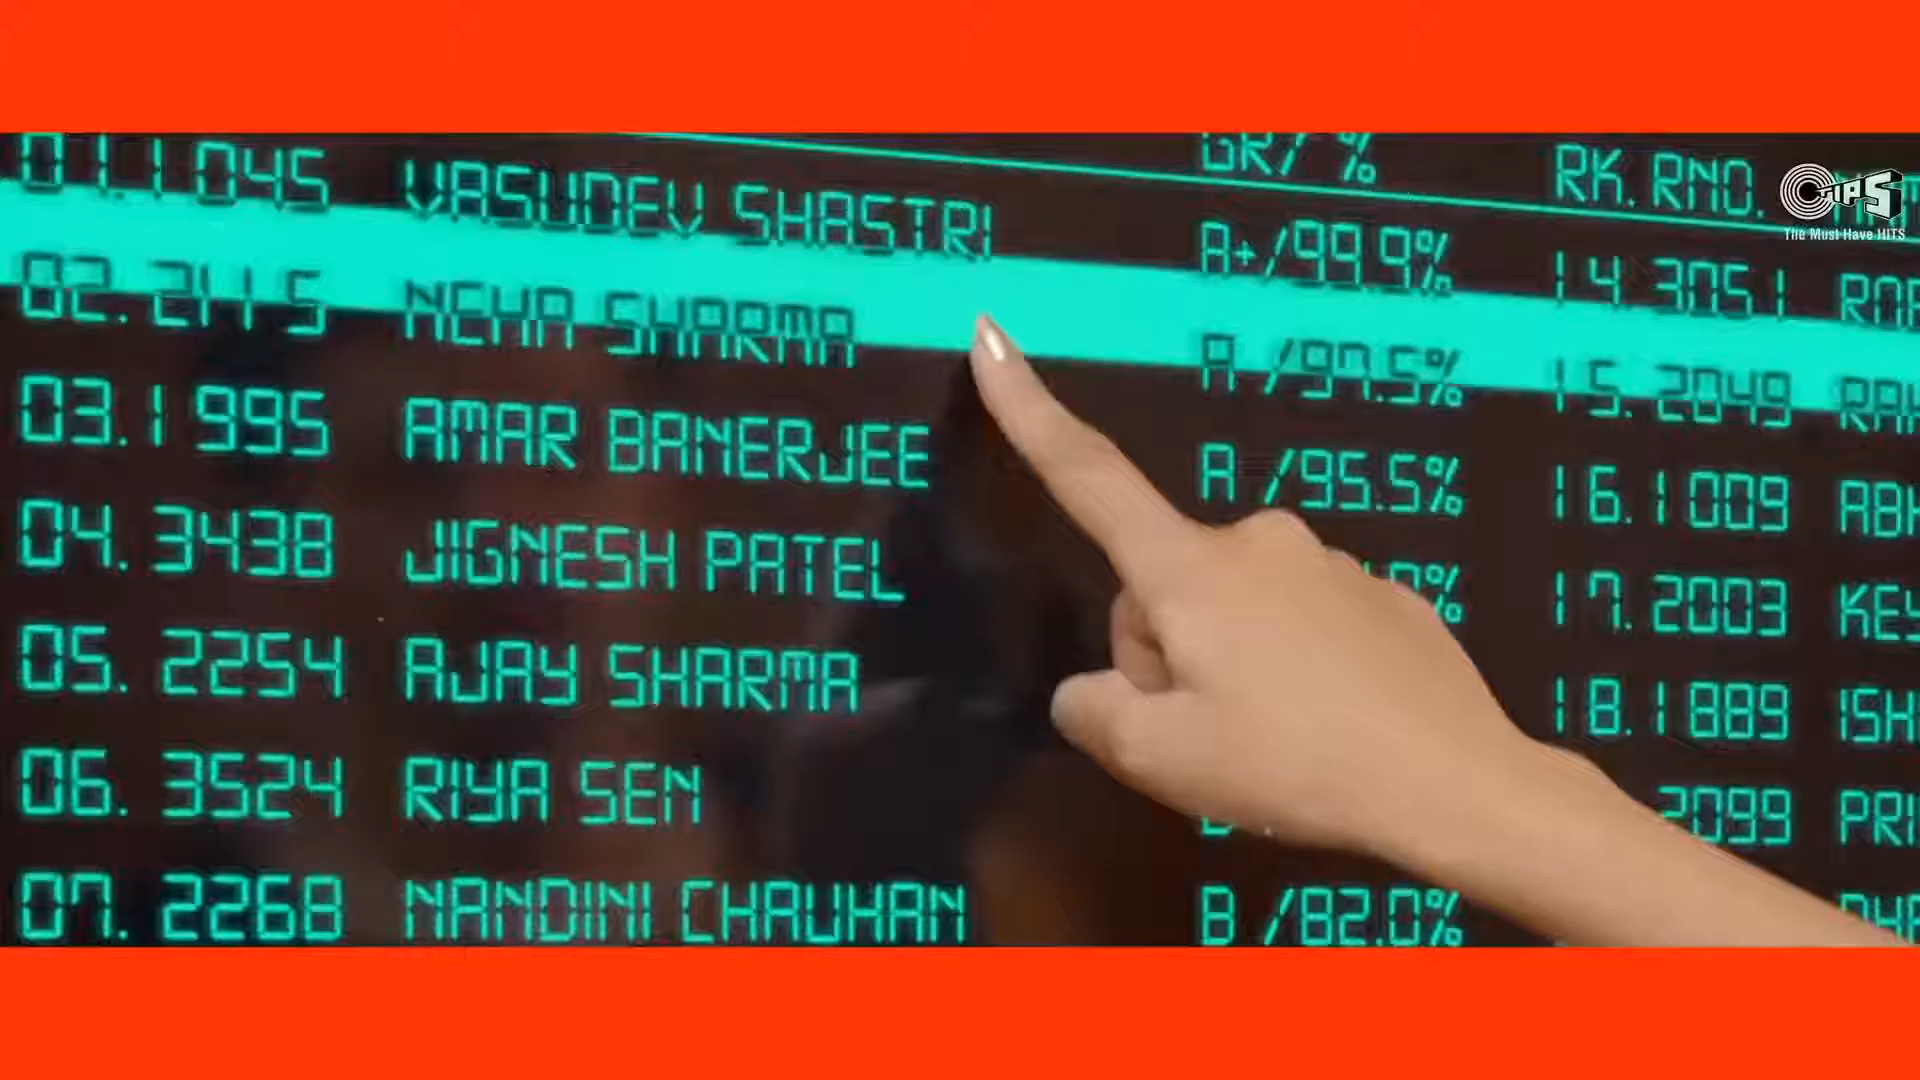 GR/ % RK. RNO.
01.1045 VASUDEV SHASTRI A+/99.9% 14.3051
02.2115 NEHA SHARMA A /97.5% 15.2049
03.1995 AMAR BANERJEE A /95.5% 16.1009
04.3438 JIGNESH PATEL 17.2003
05. 2254 AJAY SHARMA 18.1889
06. 3524 RIYA SEN 2099
07. 2268 NANDINI CHAUHAN B /82.0%
TIPS
The Must Have HITS